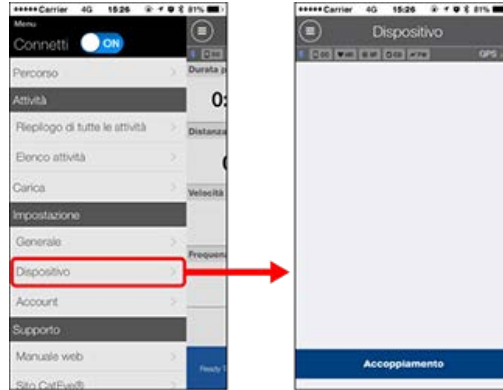 Carrier 4G 15:26 81%
Menu
Connetti ON
Percorso
Attività
Riepilogo di tutte le attività
Elenco attività
Carica
Impostazione
Generale
Dispositivo
Account
Supporto
Manuale web
Sito CatEye®
Durata p
0:
Distanza
Velocità
Frequen
Ready T
Carrier 4G 15:26 81%
Dispositivo
GPS
Accoppiamento